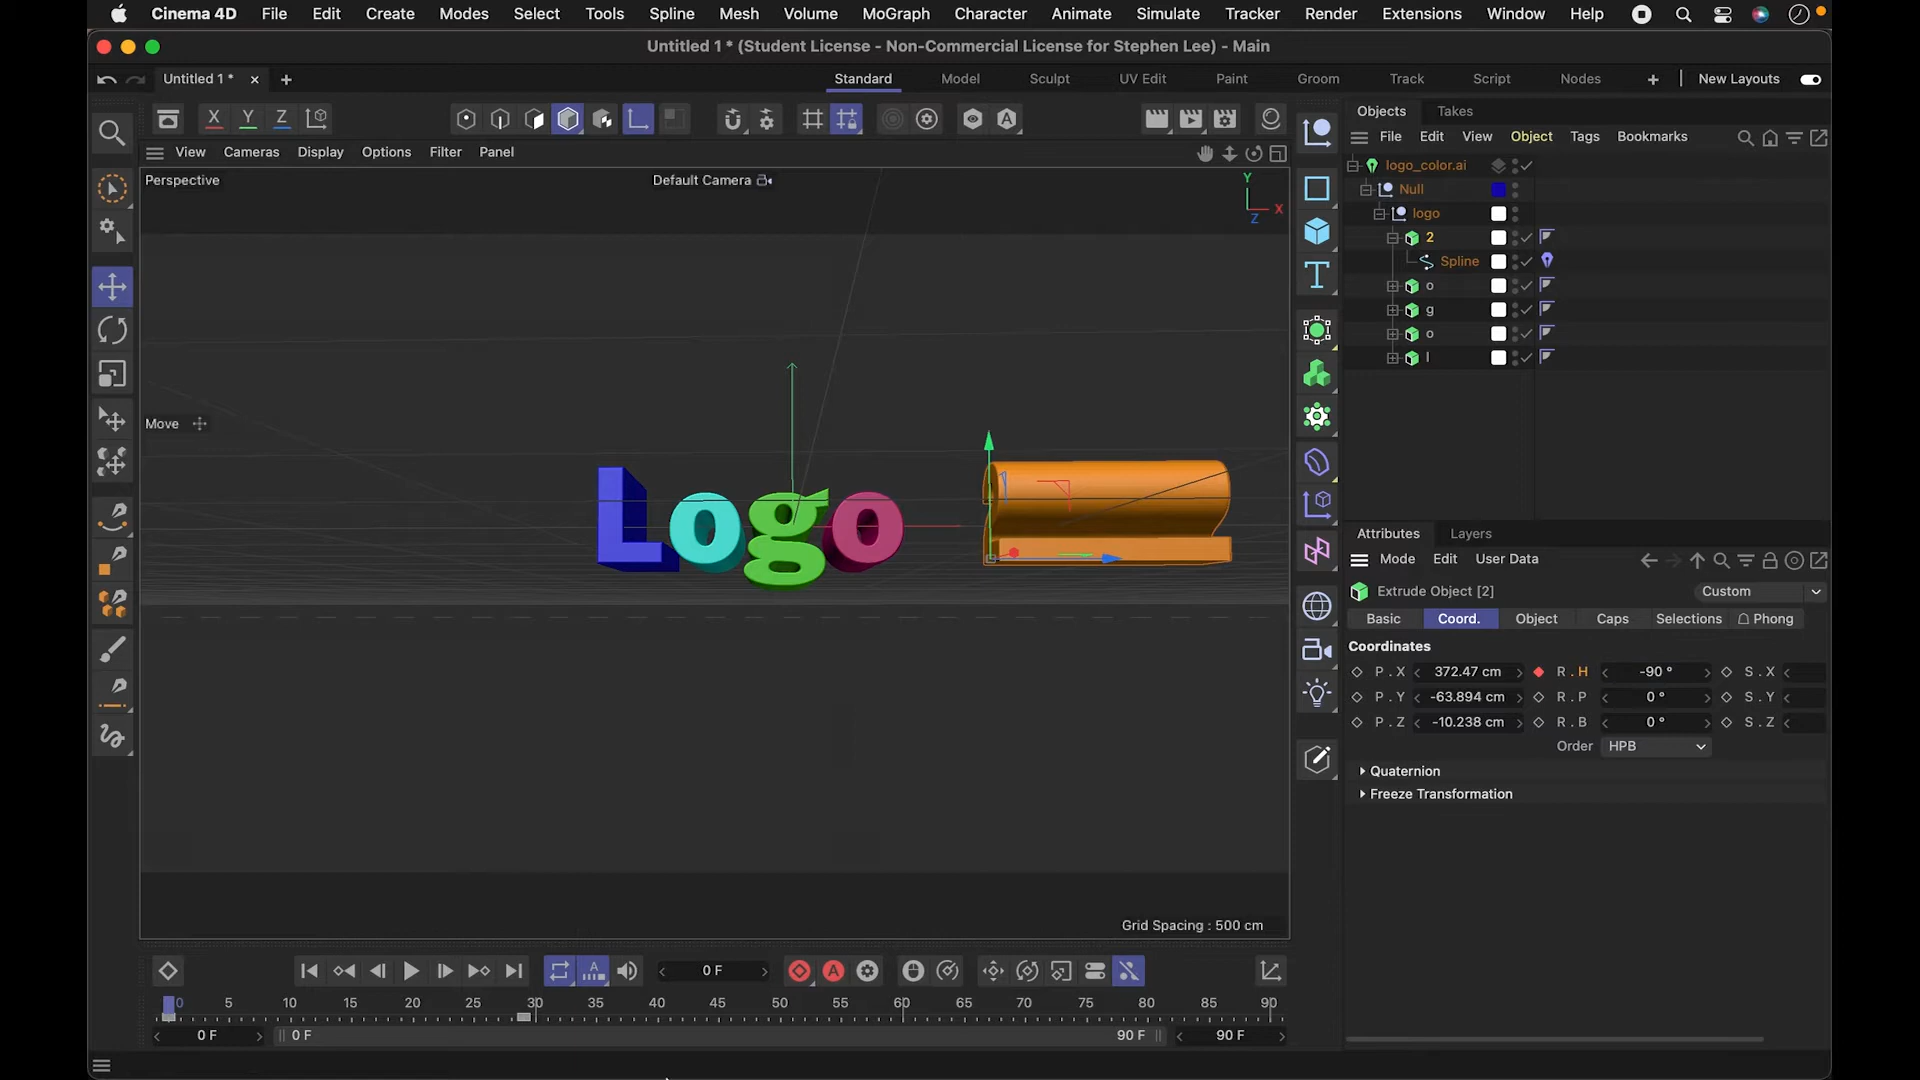 Cinema 4D File Edit Create Modes Select Tools Spline Mesh Volume MoGraph Character Animate Simulate Tracker Render Extensions Window Help
Untitled 1 * (Student License - Non-Commercial License for Stephen Lee) - Main
Untitled 1 * Standard Model Sculpt UV Edit Paint Groom Track Script Nodes New Layouts
X Y Z
Objects Takes
File Edit View Object Tags Bookmarks
View Cameras Display Options Filter Panel
Perspective Default Camera
Y
X
Z
logo_color.ai
Null
logo
2
Spline
o
g
o
l
Move
Logo 2
Attributes Layers
Mode Edit User Data
Extrude Object [2] Custom
Basic Coord. Object Caps Selections Phong
Coordinates
P . X 372.47 cm R . H -90 ° S . X
P . Y -63.894 cm R . P 0 ° S . Y
P . Z -10.238 cm R . B 0 ° S . Z
Order HPB
Quaternion
Freeze Transformation
Grid Spacing : 500 cm
0 F
0 5 10 15 20 25 30 35 40 45 50 55 60 65 70 75 80 85 90
0 F 0 F 90 F 90 F